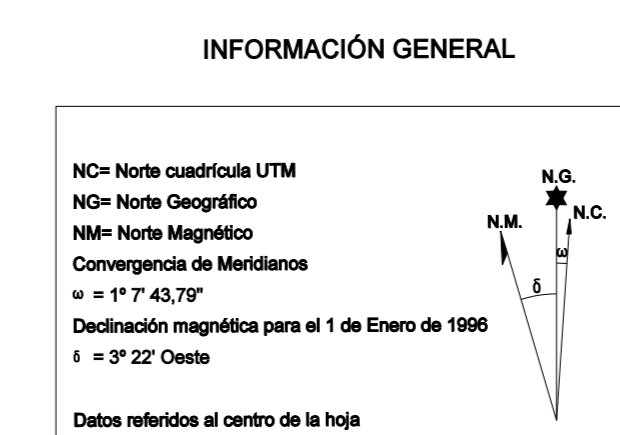 INFORMACIÓN GENERAL
NC= Norte cuadrícula UTM
NG= Norte Geográfico
NM= Norte Magnético
Convergencia de Meridianos
ω = 1º 7' 43,79"
Declinación magnética para el 1 de Enero de 1996
δ = 3º 22' Oeste
Datos referidos al centro de la hoja
N.G.
N.M.
N.C.
ω
δ